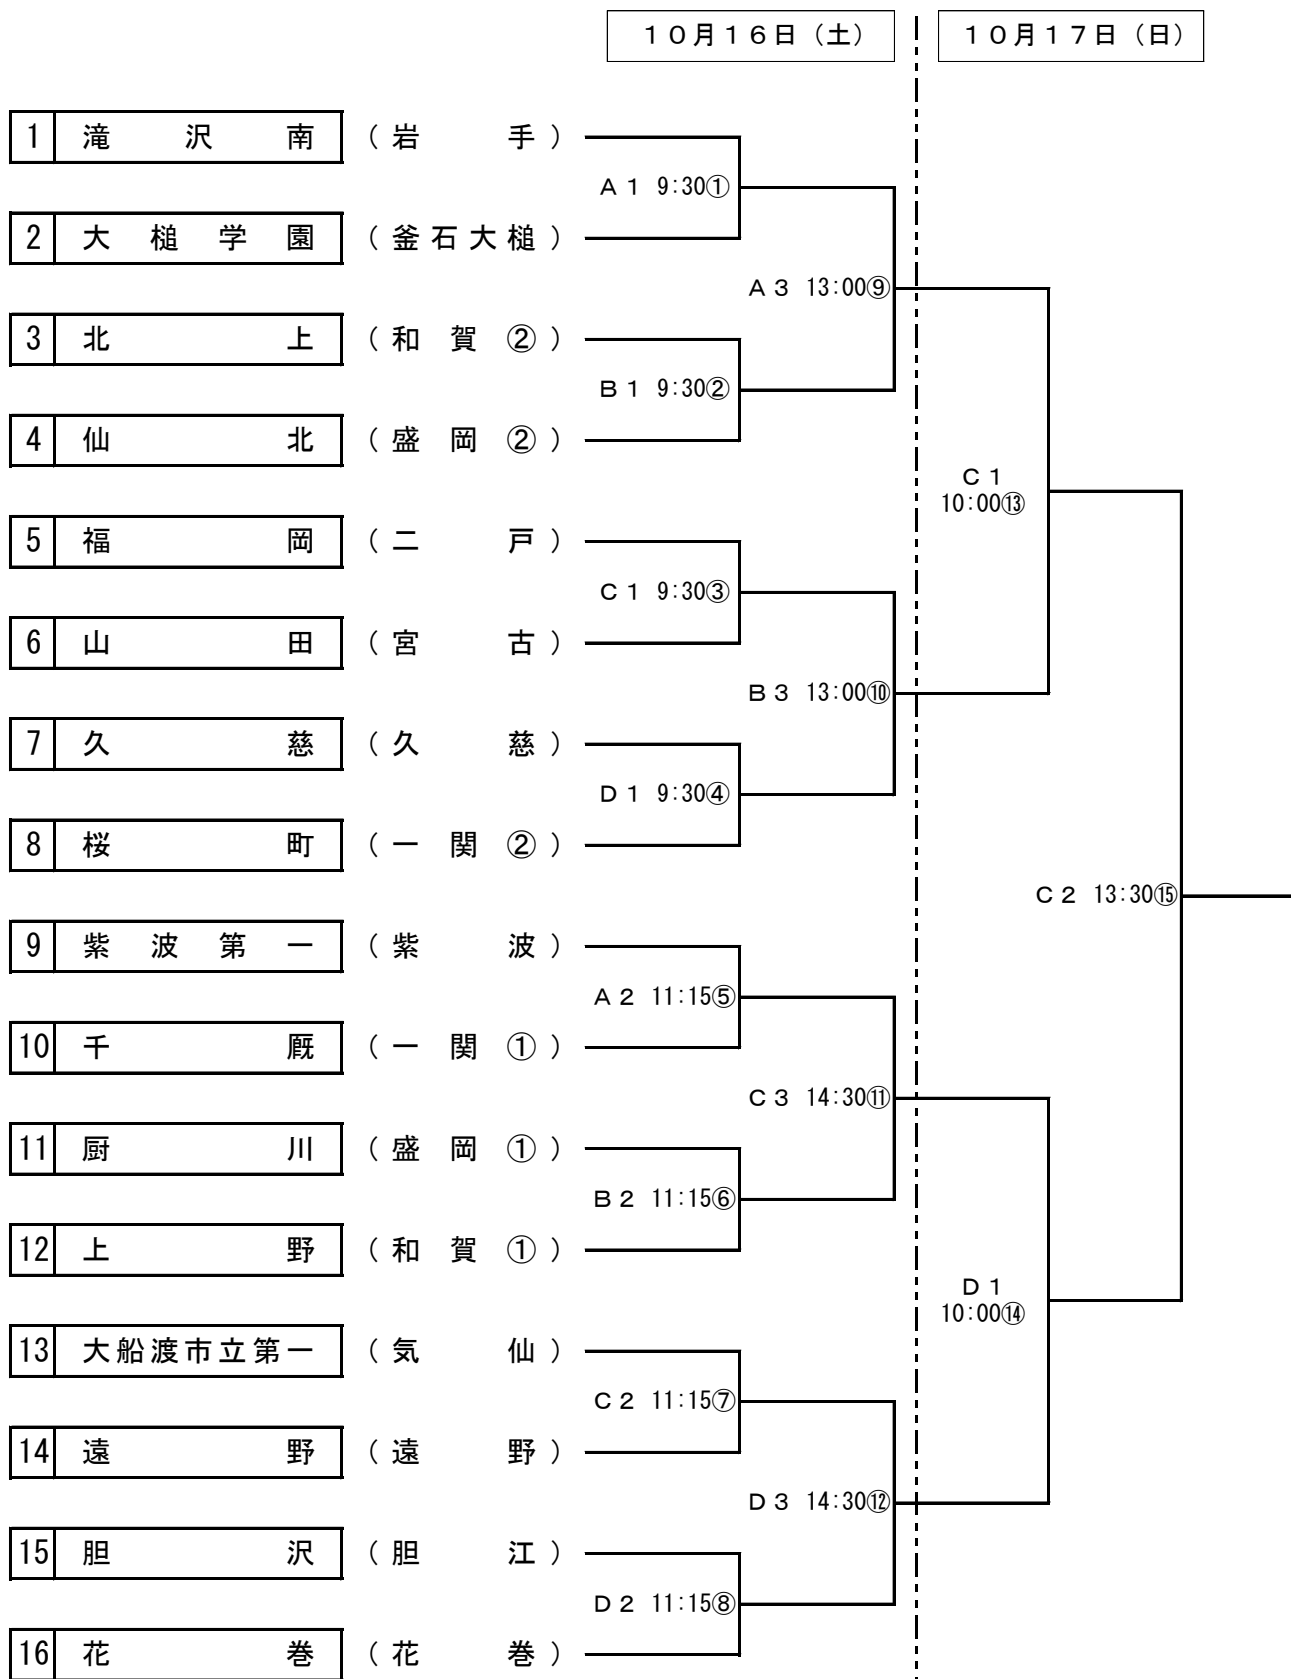 10月16日(土) 10月17日(日)
1 滝沢南 (岩手)
A1 9:30①
2 大槌学園 (釜石大槌)
A3 13:00⑨
3 北上 (和賀②)
B1 9:30②
4 仙北 (盛岡②)
C1
10:00⑬
5 福岡 (二戸)
C1 9:30③
6 山田 (宮古)
B3 13:00⑩
7 久慈 (久慈)
D1 9:30④
8 桜町 (一関②)
C2 13:30⑮
9 紫波第一 (紫波)
A2 11:15⑤
10 千厩 (一関①)
C3 14:30⑪
11 厨川 (盛岡①)
B2 11:15⑥
12 上野 (和賀①)
D1
10:00⑭
13 大船渡市立第一 (気仙)
C2 11:15⑦
14 遠野 (遠野)
D3 14:30⑫
15 胆沢 (胆江)
D2 11:15⑧
16 花巻 (花巻)